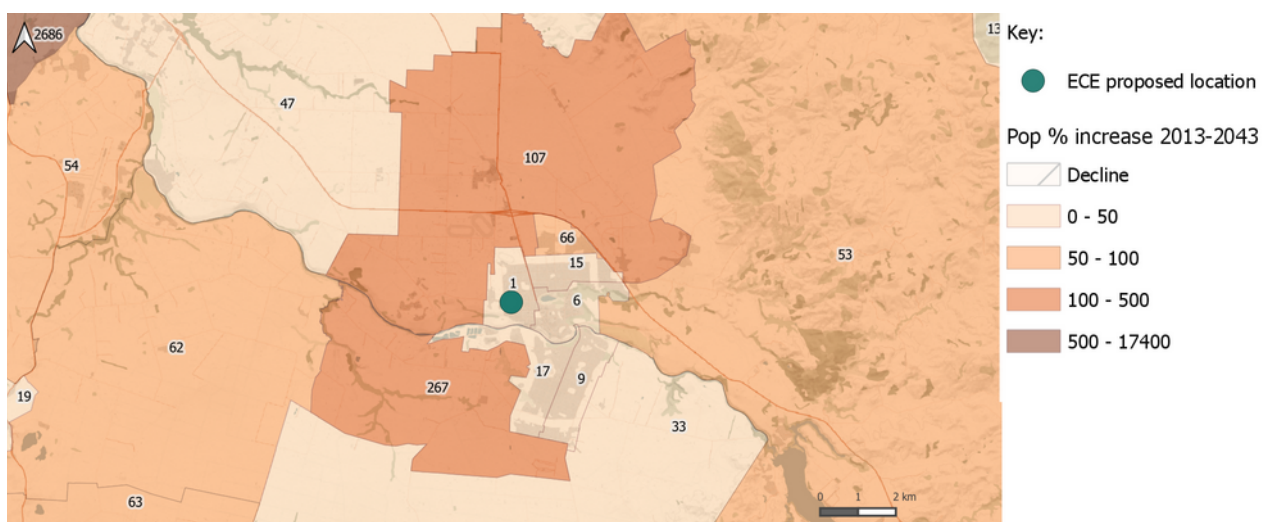 2686
13
Key:
ECE proposed location
47
Pop % increase 2013-2043
54
107
Decline
0 - 50
66
53
50 - 100
15
1
6
100 - 500
500 - 17400
62
17
9
267
19
33
63
0 1 2 km